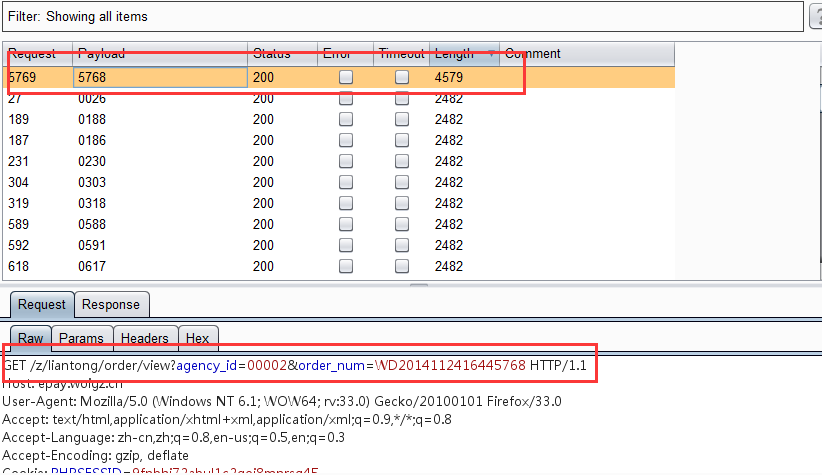 Filter: Showing all items
Request Payload Status Error Timeout Length Comment
5769 5768 200 4579
27 0026 200 2482
189 0188 200 2482
187 0186 200 2482
231 0230 200 2482
304 0303 200 2482
319 0318 200 2482
589 0588 200 2482
592 0591 200 2482
618 0617 200 2482
Request Response
Raw Params Headers Hex
GET /z/liantong/order/view?agency_id=00002&order_num=WD2014112416445768 HTTP/1.1
Host: epay.wolgz.cn
User-Agent: Mozilla/5.0 (Windows NT 6.1; WOW64; rv:33.0) Gecko/20100101 Firefox/33.0
Accept: text/html,application/xhtml+xml,application/xml;q=0.9,*/*;q=0.8
Accept-Language: zh-cn,zh;q=0.8,en-us;q=0.5,en;q=0.3
Accept-Encoding: gzip, deflate